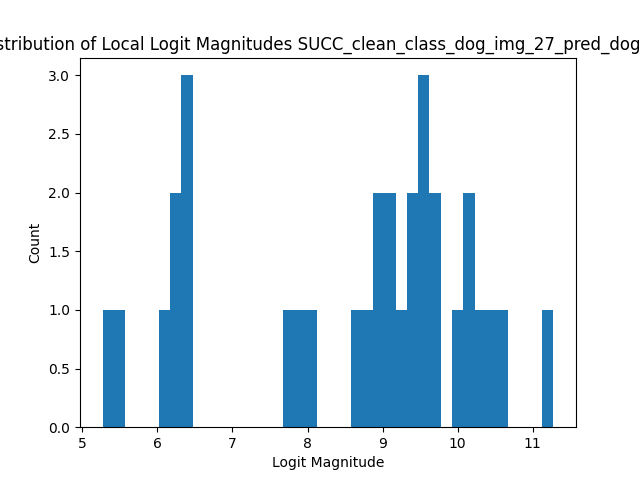 stribution of Local Logit Magnitudes SUCC_clean_class_dog_img_27_pred_dog
3.0
2.5
2.0
1.5
1.0
0.5
0.0
Count
5 6 7 8 9 10 11
Logit Magnitude